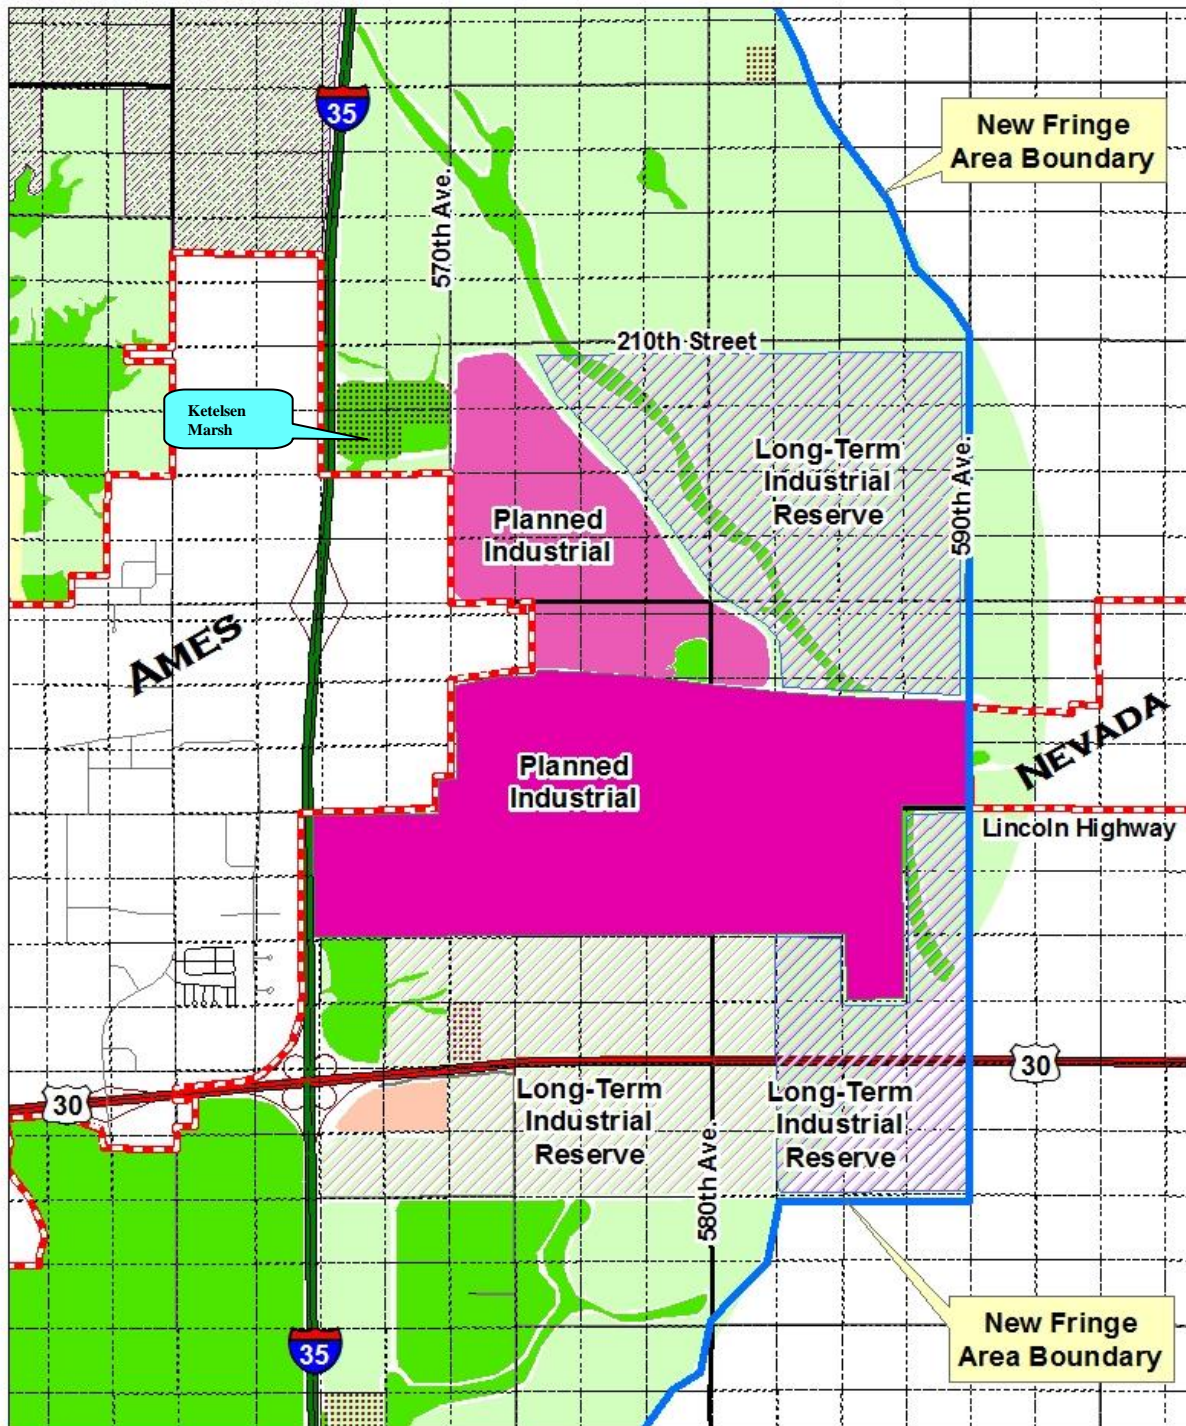 35
New Fringe
Area Boundary
570th Ave.
210th Street
Ketelsen
Marsh
Long-Term
Industrial
Reserve
590th Ave.
Planned
Industrial
AMES
NEVADA
Planned
Industrial
Lincoln Highway
30
30
Long-Term
Industrial
Reserve
Long-Term
Industrial
Reserve
580th Ave.
New Fringe
Area Boundary
35